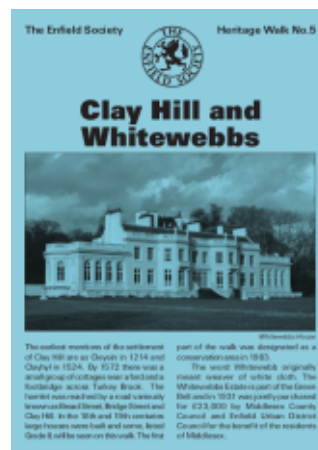 The Enfield Society
Heritage Walk No.5
THE
ENFIELD
SOCIETY
Clay Hill and
Whitewebbs
Whitewebbs House
The earliest mentions of the settlement
of Clay Hill are as Cleyes in 1214 and
Clayhyl in 1524. By 1572 there was a
small group of cottages near a ford and a
footbridge across Turkey Brook. The
hamlet was reached by a road variously
known as Bread Street, Bridge Street and
Clay Hill. In the 18th and 19th centuries
large houses were built and some, listed
Grade II, will be seen on this walk. The first
part of the walk was designated as a
conservation area in 1983.
The word Whitewebb originally
meant weaver of white cloth. The
Whitewebbs Estate is part of the Green
Belt and in 1931 was jointly purchased
for £23,000 by Middlesex County
Council and Enfield Urban District
Council for the benefit of the residents
of Middlesex.